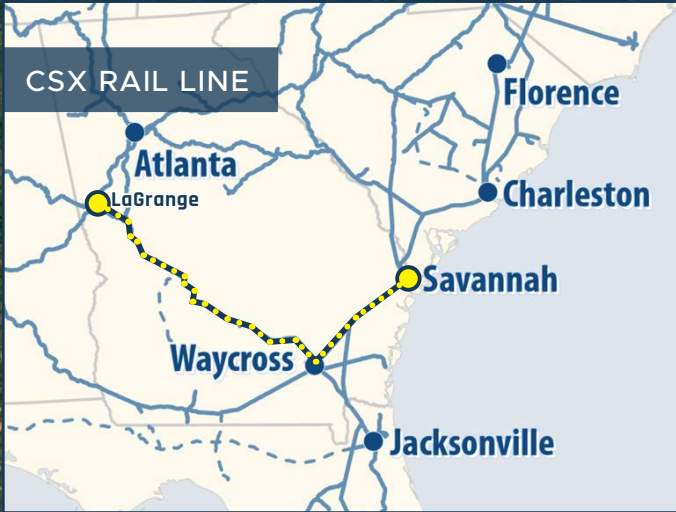 CSX RAIL LINE
Florence
Atlanta
LaGrange
Charleston
Savannah
Waycross
Jacksonville